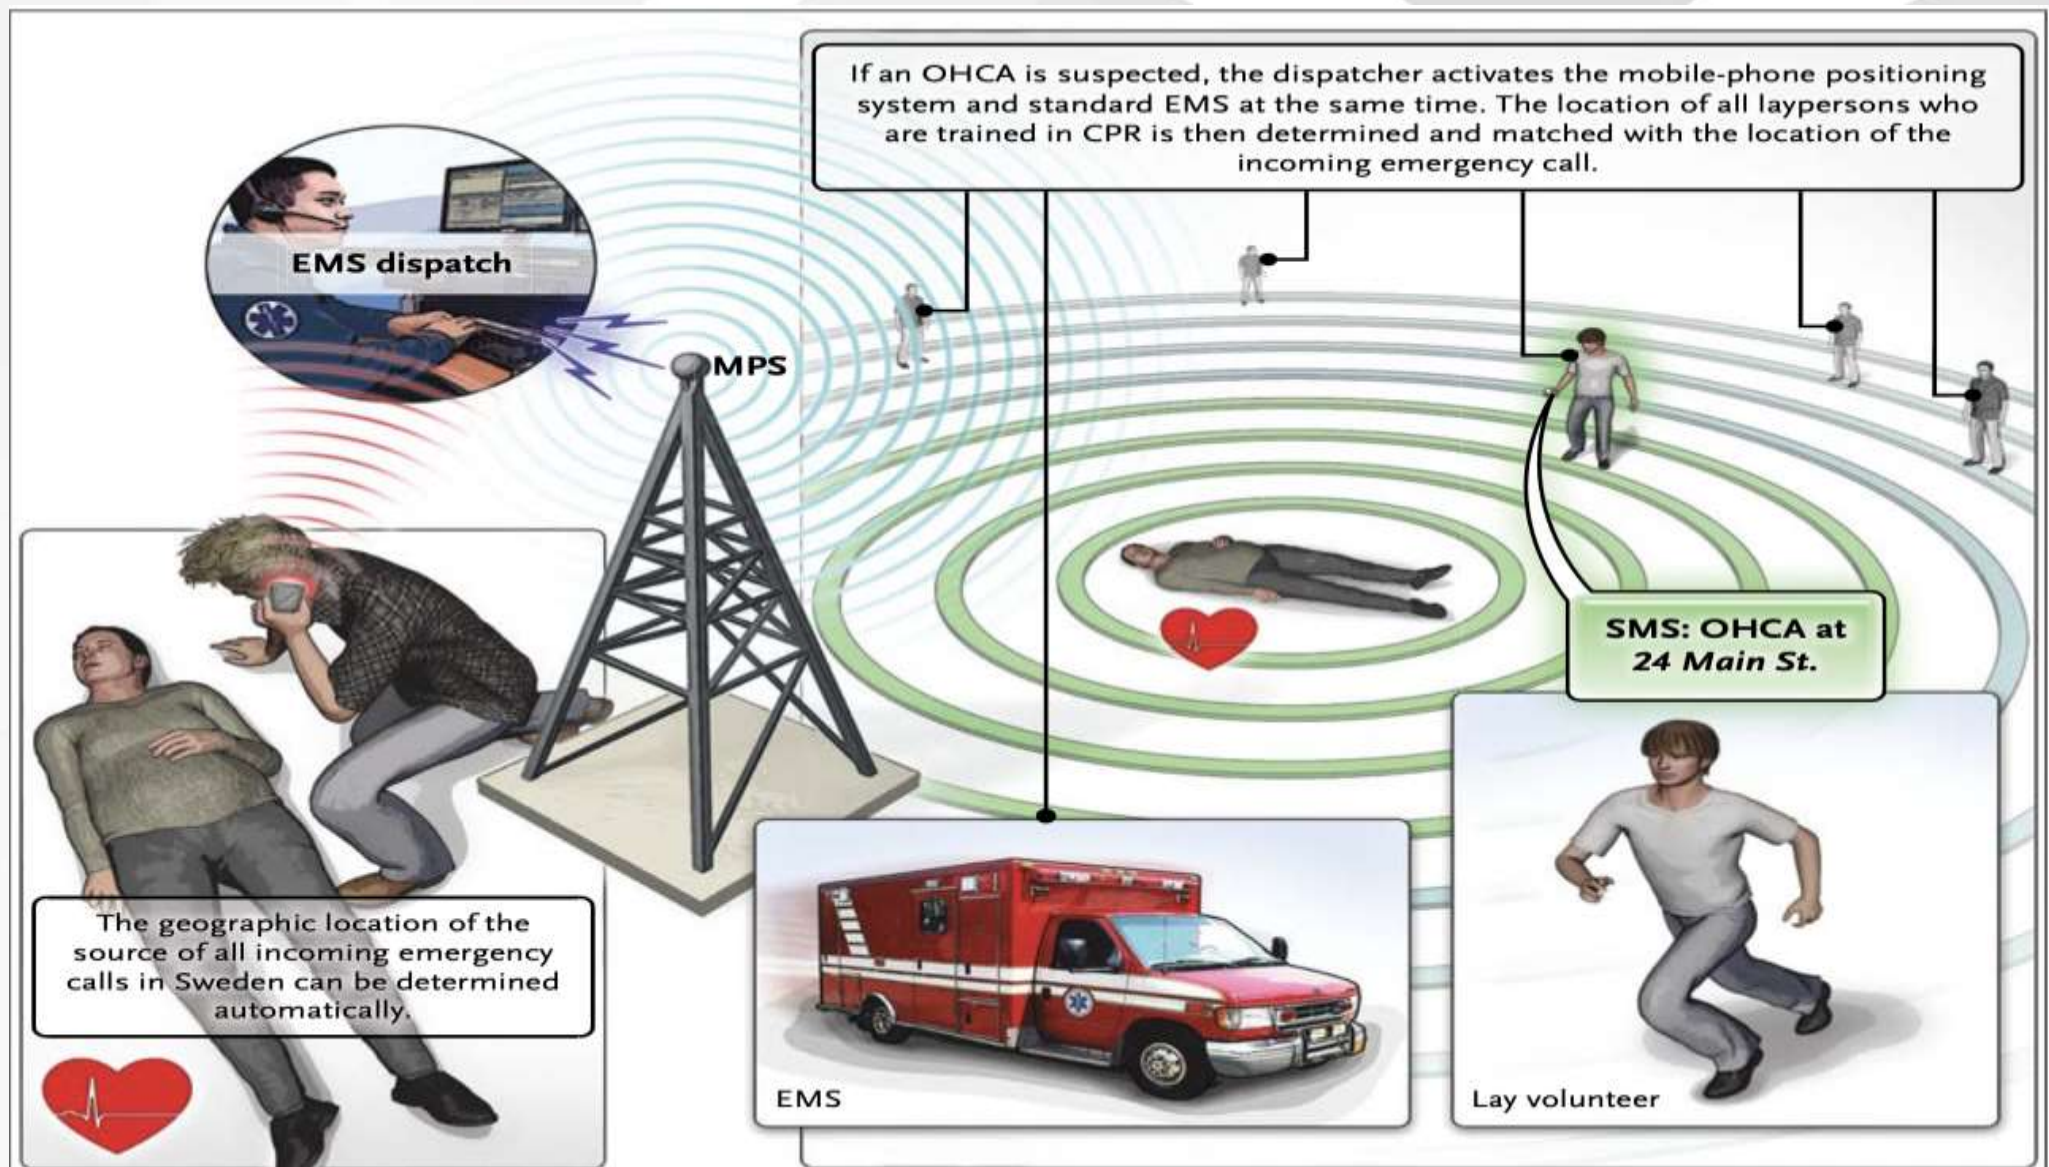 If an OHCA is suspected, the dispatcher activates the mobile-phone positioning
system and standard EMS at the same time. The location of all laypersons who
are trained in CPR is then determined and matched with the location of the
incoming emergency call.
EMS dispatch
MPS
SMS: OHCA at
24 Main St.
The geographic location of the
source of all incoming emergency
calls in Sweden can be determined
automatically.
EMS
Lay volunteer